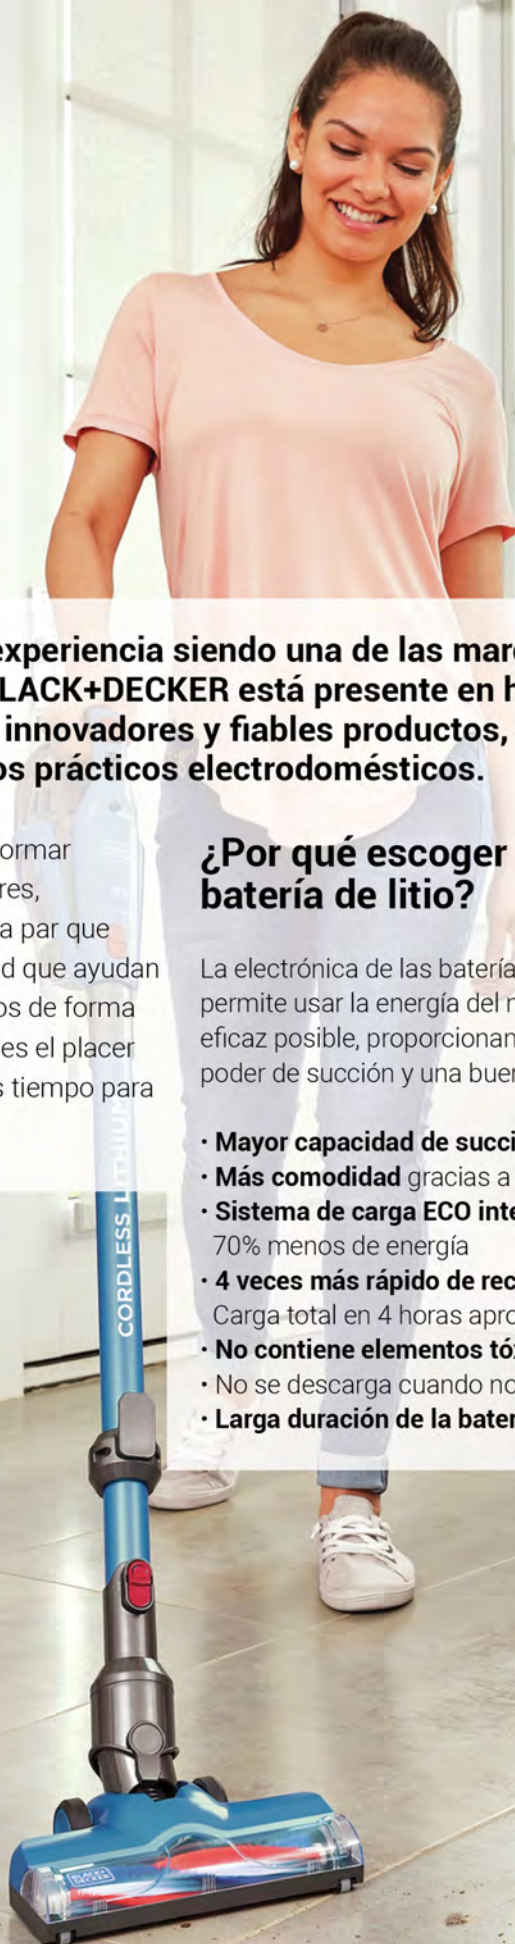 experiencia siendo una de las marc
LACK+DECKER está presente en h
innovadores y fiables productos,
os prácticos electrodomésticos.
ormar
res,
a par que
d que ayudan
os de forma
es el placer
s tiempo para
¿Por qué escoger
batería de litio?
La electrónica de las batería
permite usar la energía del m
eficaz posible, proporcionan
poder de succión y una buen
· Mayor capacidad de succi
· Más comodidad gracias a
· Sistema de carga ECO inte
70% menos de energía
· 4 veces más rápido de rec
Carga total en 4 horas apro
· No contiene elementos tóx
· No se descarga cuando no
· Larga duración de la bater
CORDLESS LITHIUM
BLACK+
DECKER